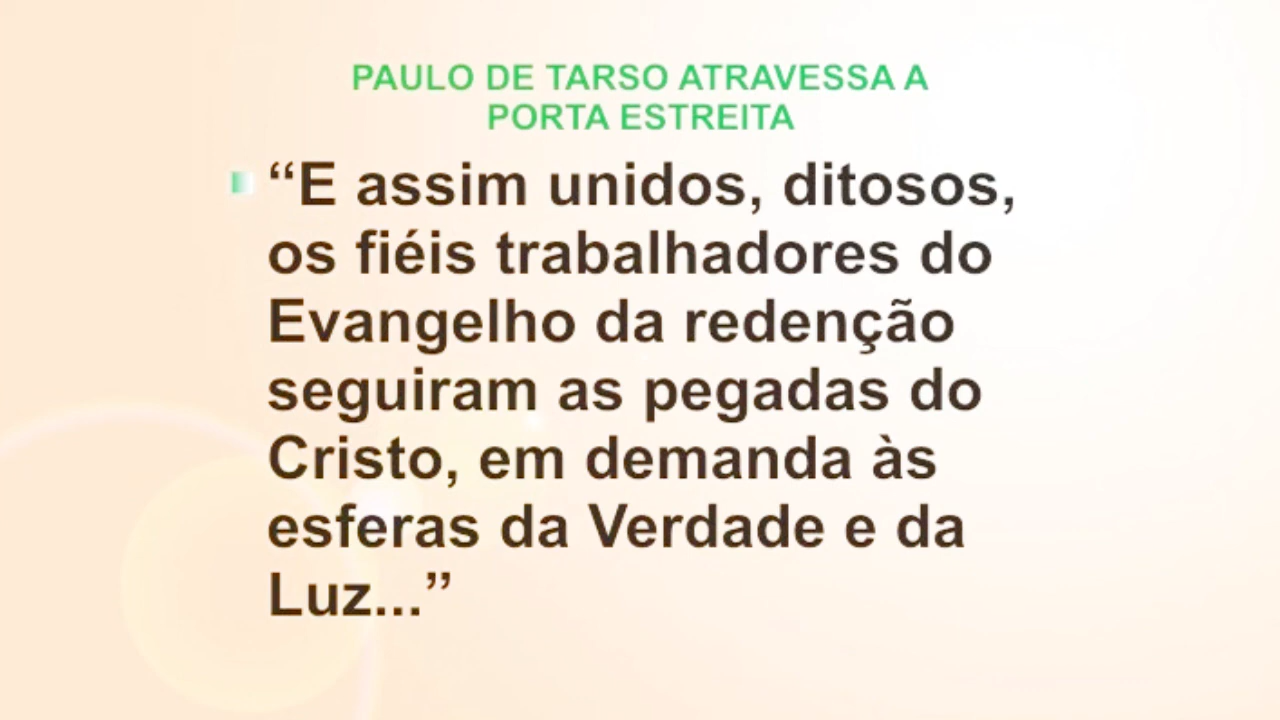 PAULO DE TARSO ATRAVESSA A
PORTA ESTREITA
“E assim unidos, ditosos,
os fiéis trabalhadores do
Evangelho da redenção
seguiram as pegadas do
Cristo, em demanda às
esferas da Verdade e da
Luz...”